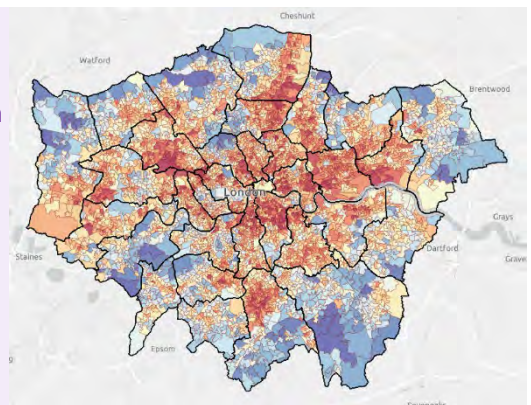 Cheshunt
Watford
Brentwood
London
Grays
Staines
Dartford
Epsom